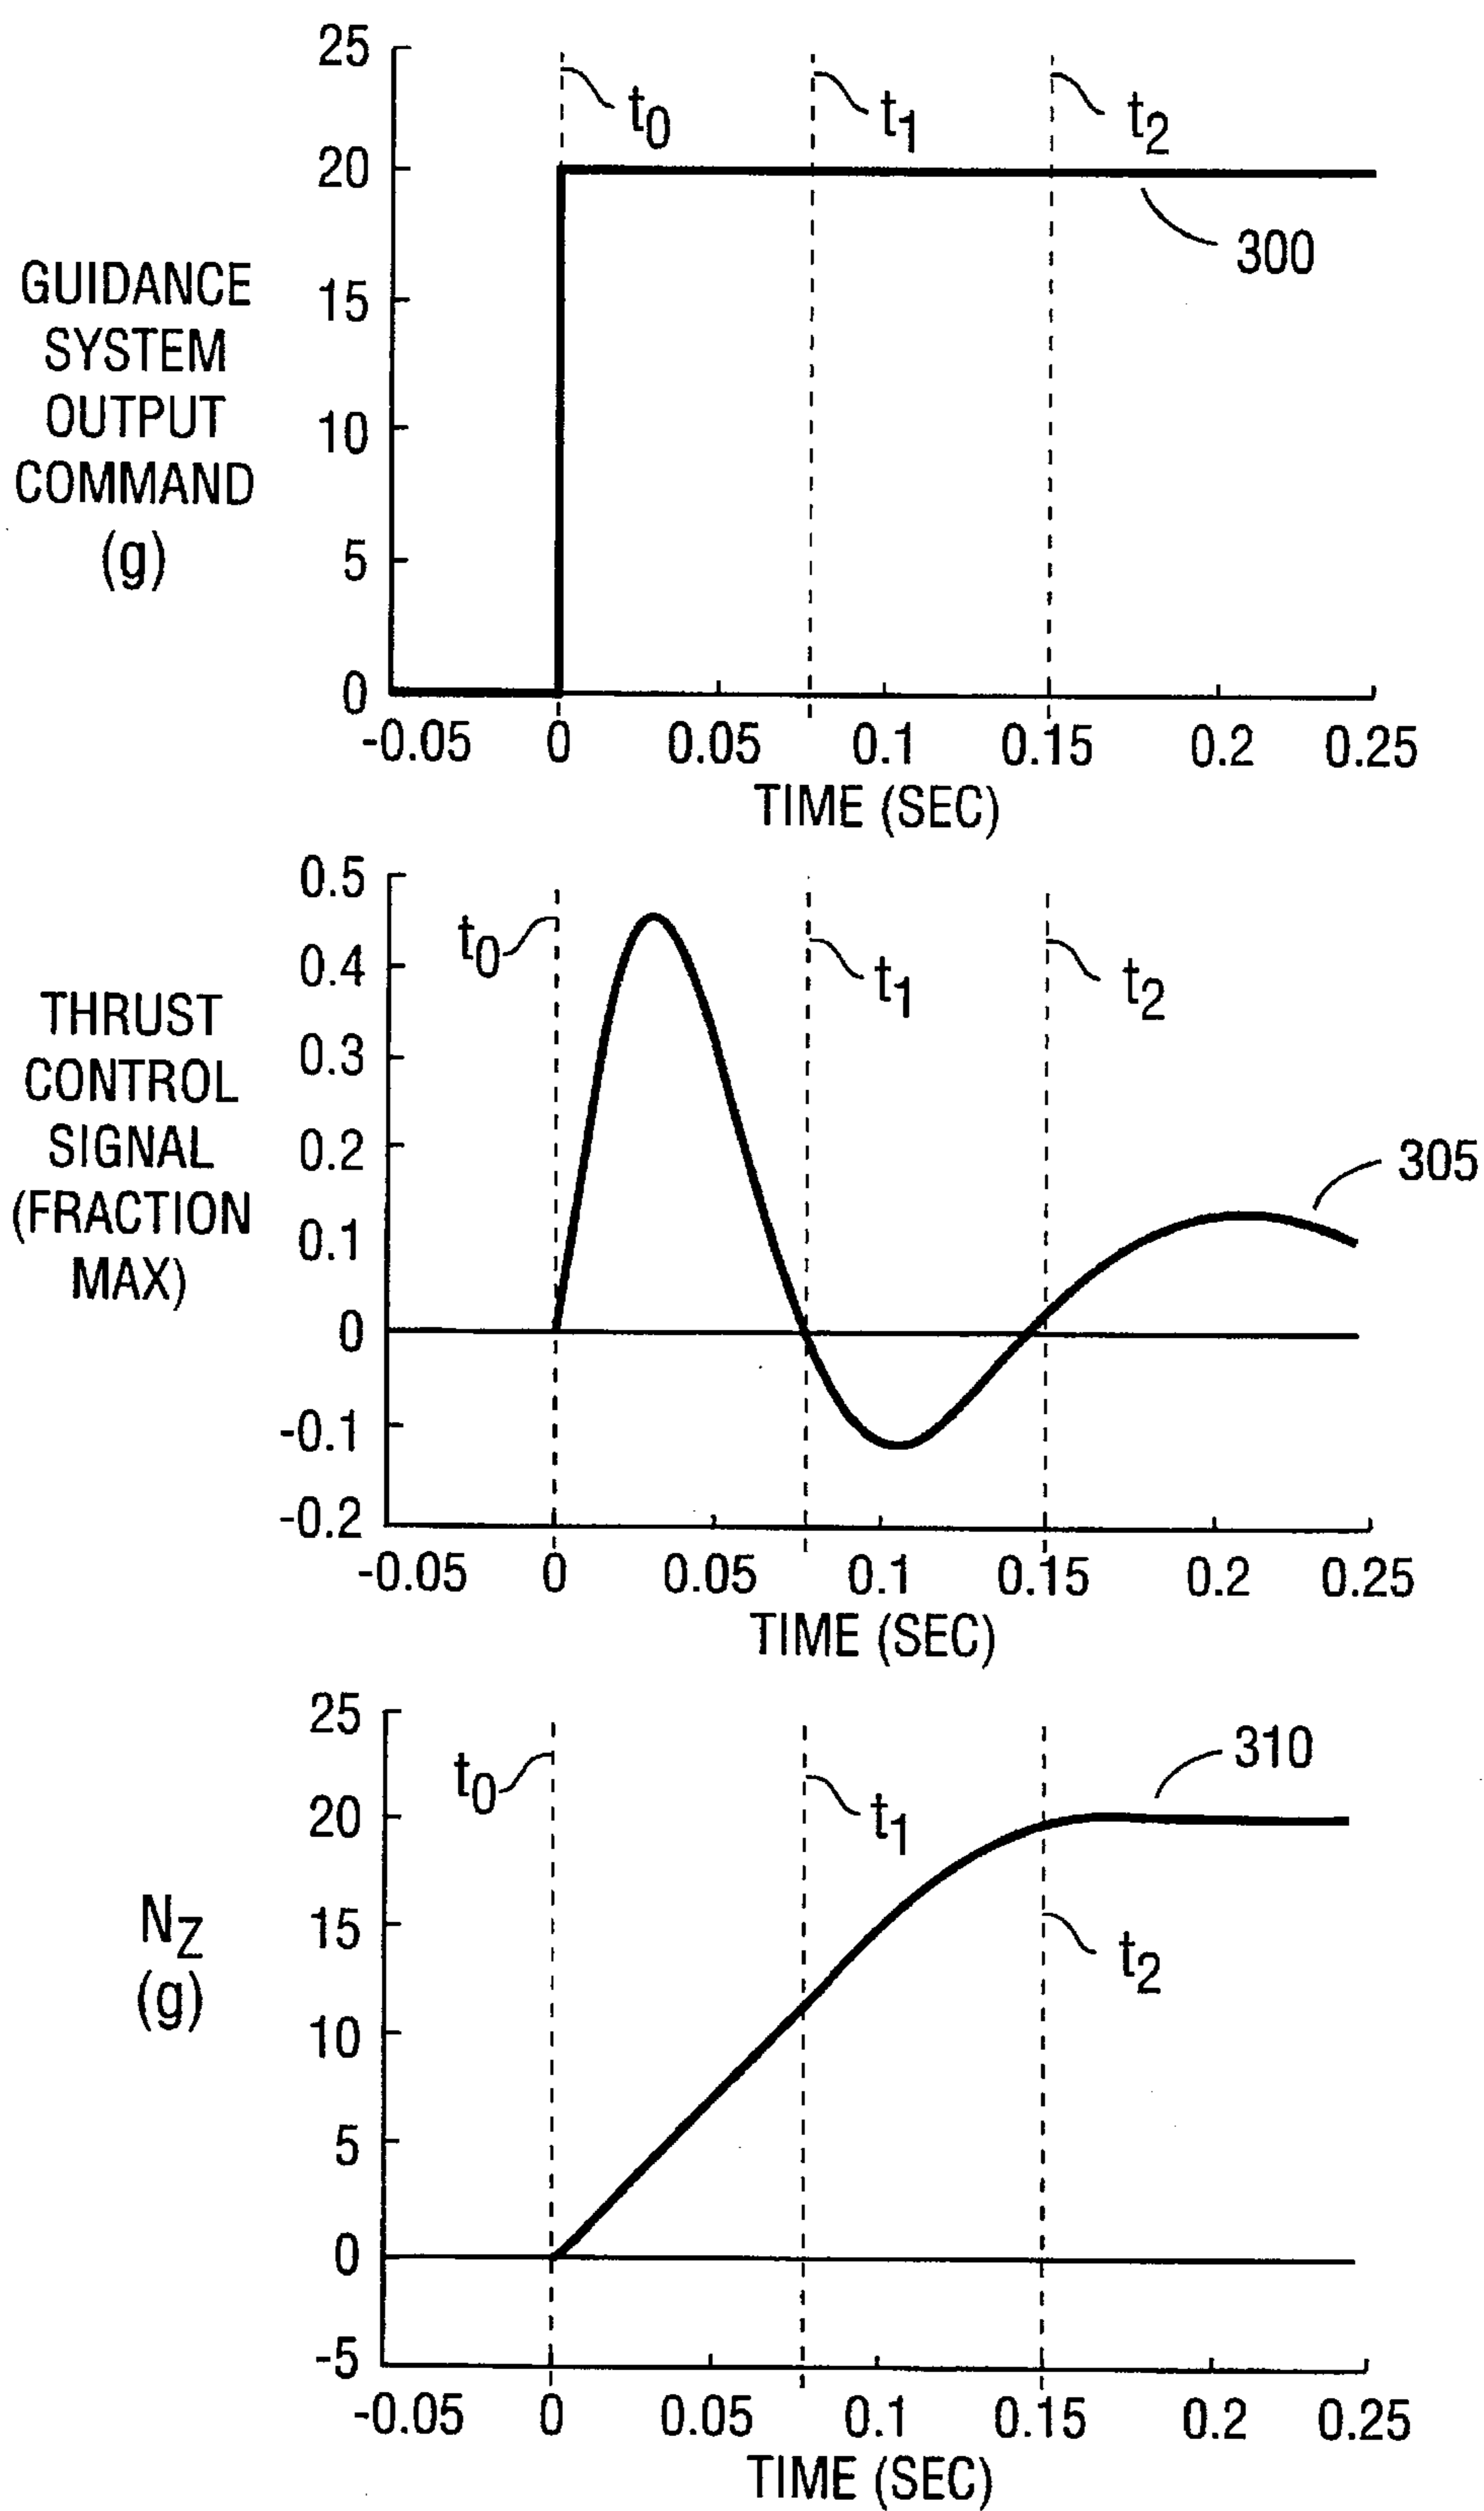 25
20
15
10
5
0
GUIDANCE
SYSTEM
OUTPUT
COMMAND
(g)
t0
t1
t2
300
-0.05 0 0.05 0.1 0.15 0.2 0.25
TIME (SEC)
0.5
0.4
0.3
0.2
0.1
0
-0.1
-0.2
THRUST
CONTROL
SIGNAL
(FRACTION
MAX)
t0
t1
t2
305
-0.05 0 0.05 0.1 0.15 0.2 0.25
TIME (SEC)
25
20
15
10
5
0
-5
NZ
(g)
t0
t1
t2
310
-0.05 0 0.05 0.1 0.15 0.2 0.25
TIME (SEC)